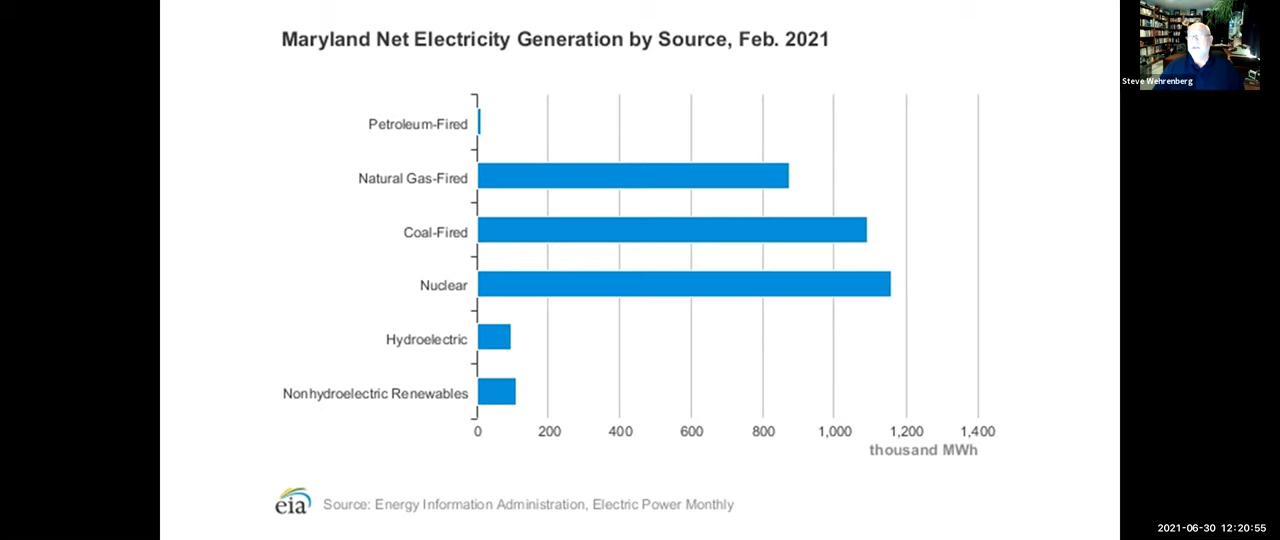 Maryland Net Electricity Generation by Source, Feb. 2021
Steve Wehrenberg
Petroleum-Fired
Natural Gas-Fired
Coal-Fired
Nuclear
Hydroelectric
Nonhydroelectric Renewables
0 200 400 600 800 1,000 1,200 1,400
thousand MWh
eia Source: Energy Information Administration, Electric Power Monthly
2021-06-30 12:20:55